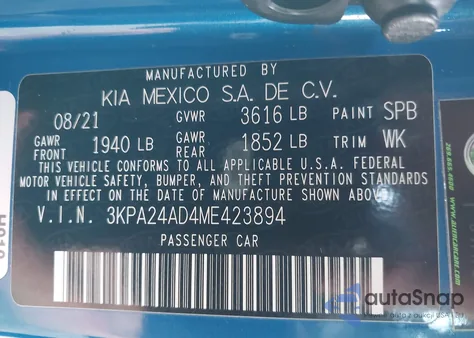 MANUFACTURED BY
KIA MEXICO S.A. DE C.V.
08/21 GVWR 3616 LB PAINT SPB
GAWR FRONT 1940 LB GAWR REAR 1852 LB TRIM WK
THIS VEHICLE CONFORMS TO ALL APPLICABLE U.S.A. FEDERAL
MOTOR VEHICLE SAFETY, BUMPER, AND THEFT PREVENTION STANDARDS
IN EFFECT ON THE DATE OF MANUFACTURE SHOWN ABOVE.
V.I.N. 3KPA24AD4ME423894
PASSENGER CAR
autoSnap